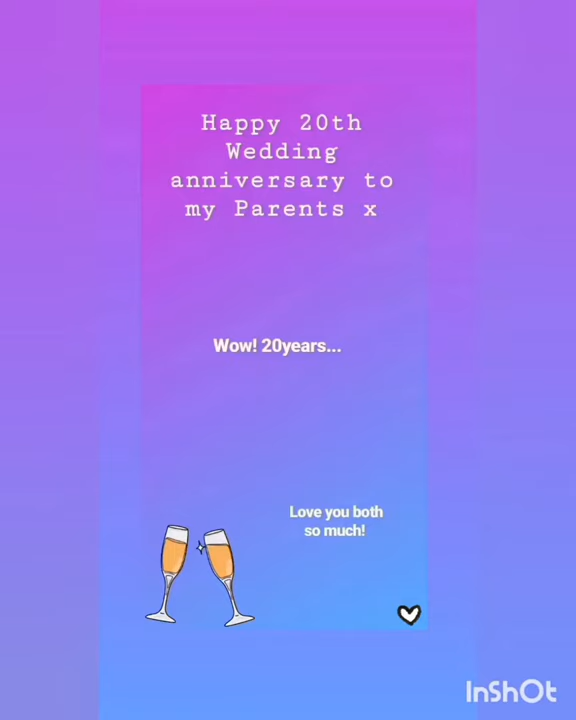 Happy 20th
Wedding
anniversary to
my Parents x
Wow! 20years...
Love you both
so much!
InShOt